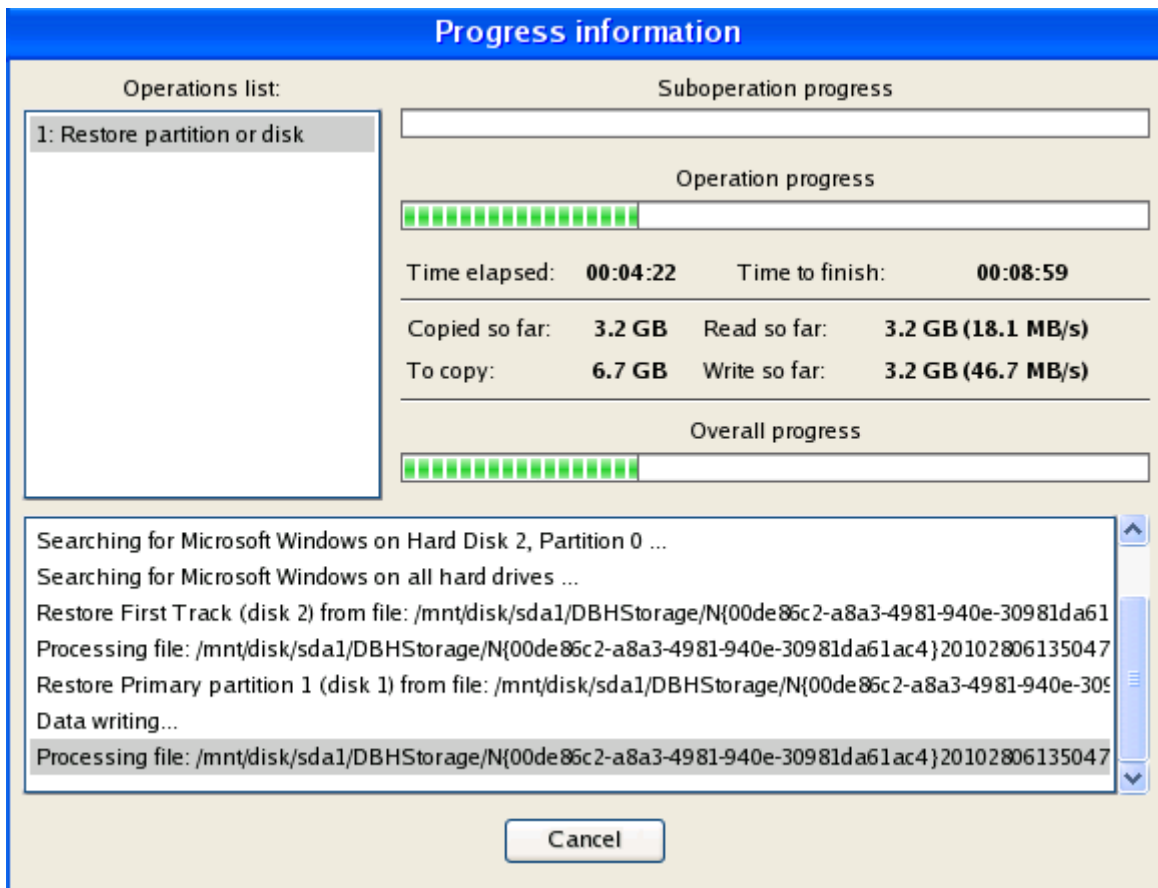 Progress information
Operations list:
1: Restore partition or disk
Suboperation progress
Operation progress
Time elapsed: 00:04:22 Time to finish: 00:08:59
Copied so far: 3.2 GB Read so far: 3.2 GB (18.1 MB/s)
To copy: 6.7 GB Write so far: 3.2 GB (46.7 MB/s)
Overall progress
Searching for Microsoft Windows on Hard Disk 2, Partition 0 ...
Searching for Microsoft Windows on all hard drives ...
Restore First Track (disk 2) from file: /mnt/disk/sda1/DBHStorage/N{00de86c2-a8a3-4981-940e-30981da61
Processing file: /mnt/disk/sda1/DBHStorage/N{00de86c2-a8a3-4981-940e-30981da61ac4}20102806135047
Restore Primary partition 1 (disk 1) from file: /mnt/disk/sda1/DBHStorage/N{00de86c2-a8a3-4981-940e-309
Data writing...
Processing file: /mnt/disk/sda1/DBHStorage/N{00de86c2-a8a3-4981-940e-30981da61ac4}20102806135047
Cancel